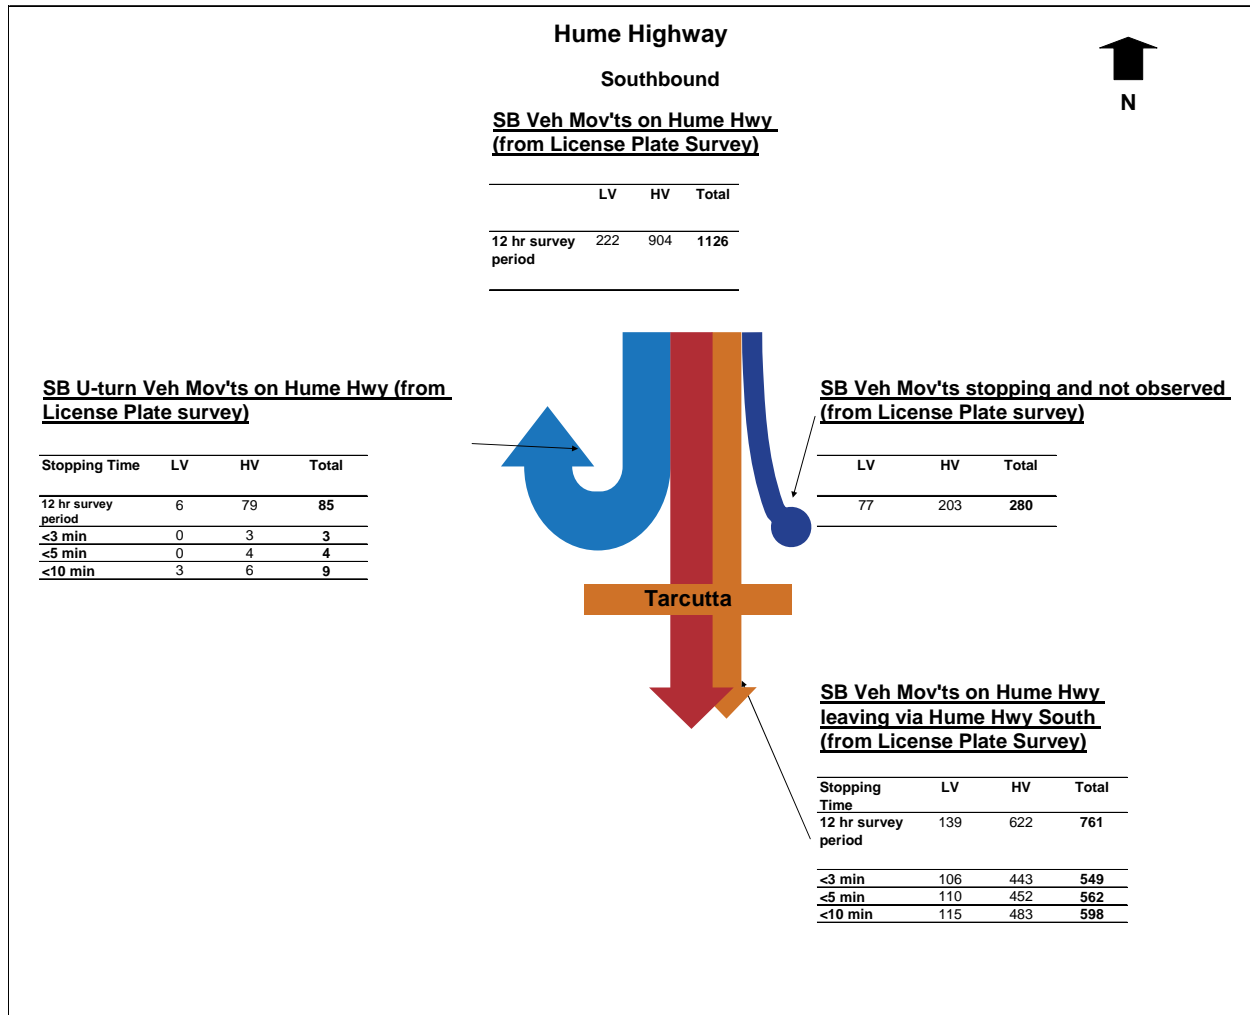 Hume Highway
Southbound
N
SB Veh Mov'ts on Hume Hwy
(from License Plate Survey)
LV HV Total
12 hr survey 222 904 1126
period
SB U-turn Veh Mov'ts on Hume Hwy (from
License Plate survey)
Stopping Time LV HV Total
12 hr survey 6 79 85
period
<3 min 0 3 3
<5 min 0 4 4
<10 min 3 6 9
SB Veh Mov'ts stopping and not observed
(from License Plate survey)
LV HV Total
77 203 280
Tarcutta
SB Veh Mov'ts on Hume Hwy
leaving via Hume Hwy South
(from License Plate Survey)
Stopping LV HV Total
Time
12 hr survey 139 622 761
period
<3 min 106 443 549
<5 min 110 452 562
<10 min 115 483 598